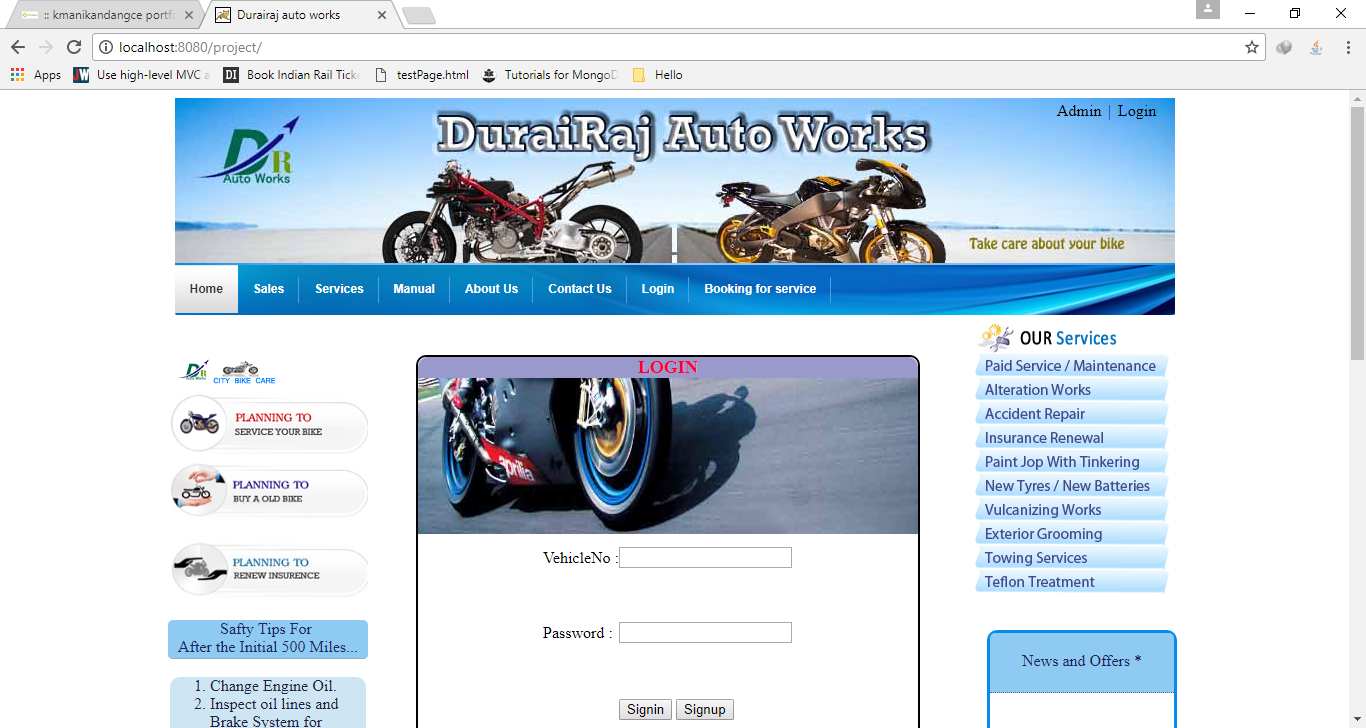 :: kmanikandangce portf
Durairaj auto works
localhost:8080/project/
Apps
Use high-level MVC a
Book Indian Rail Ticke
testPage.html
Tutorials for MongoD
Hello
Admin | Login
DuraiRaj Auto Works
DR
Auto Works
Take care about your bike
Home Sales Services Manual About Us Contact Us Login Booking for service
OUR Services
Paid Service / Maintenance
Alteration Works
Accident Repair
Insurance Renewal
Paint Jop With Tinkering
New Tyres / New Batteries
Vulcanizing Works
Exterior Grooming
Towing Services
Teflon Treatment
DR
Auto Works
CITY BIKE CARE
PLANNING TO
SERVICE YOUR BIKE
PLANNING TO
BUY A OLD BIKE
PLANNING TO
RENEW INSURENCE
Safty Tips For
After the Initial 500 Miles...
1. Change Engine Oil.
2. Inspect oil lines and
Brake System for
LOGIN
aprilia
VehicleNo :
Password :
Signin Signup
News and Offers *